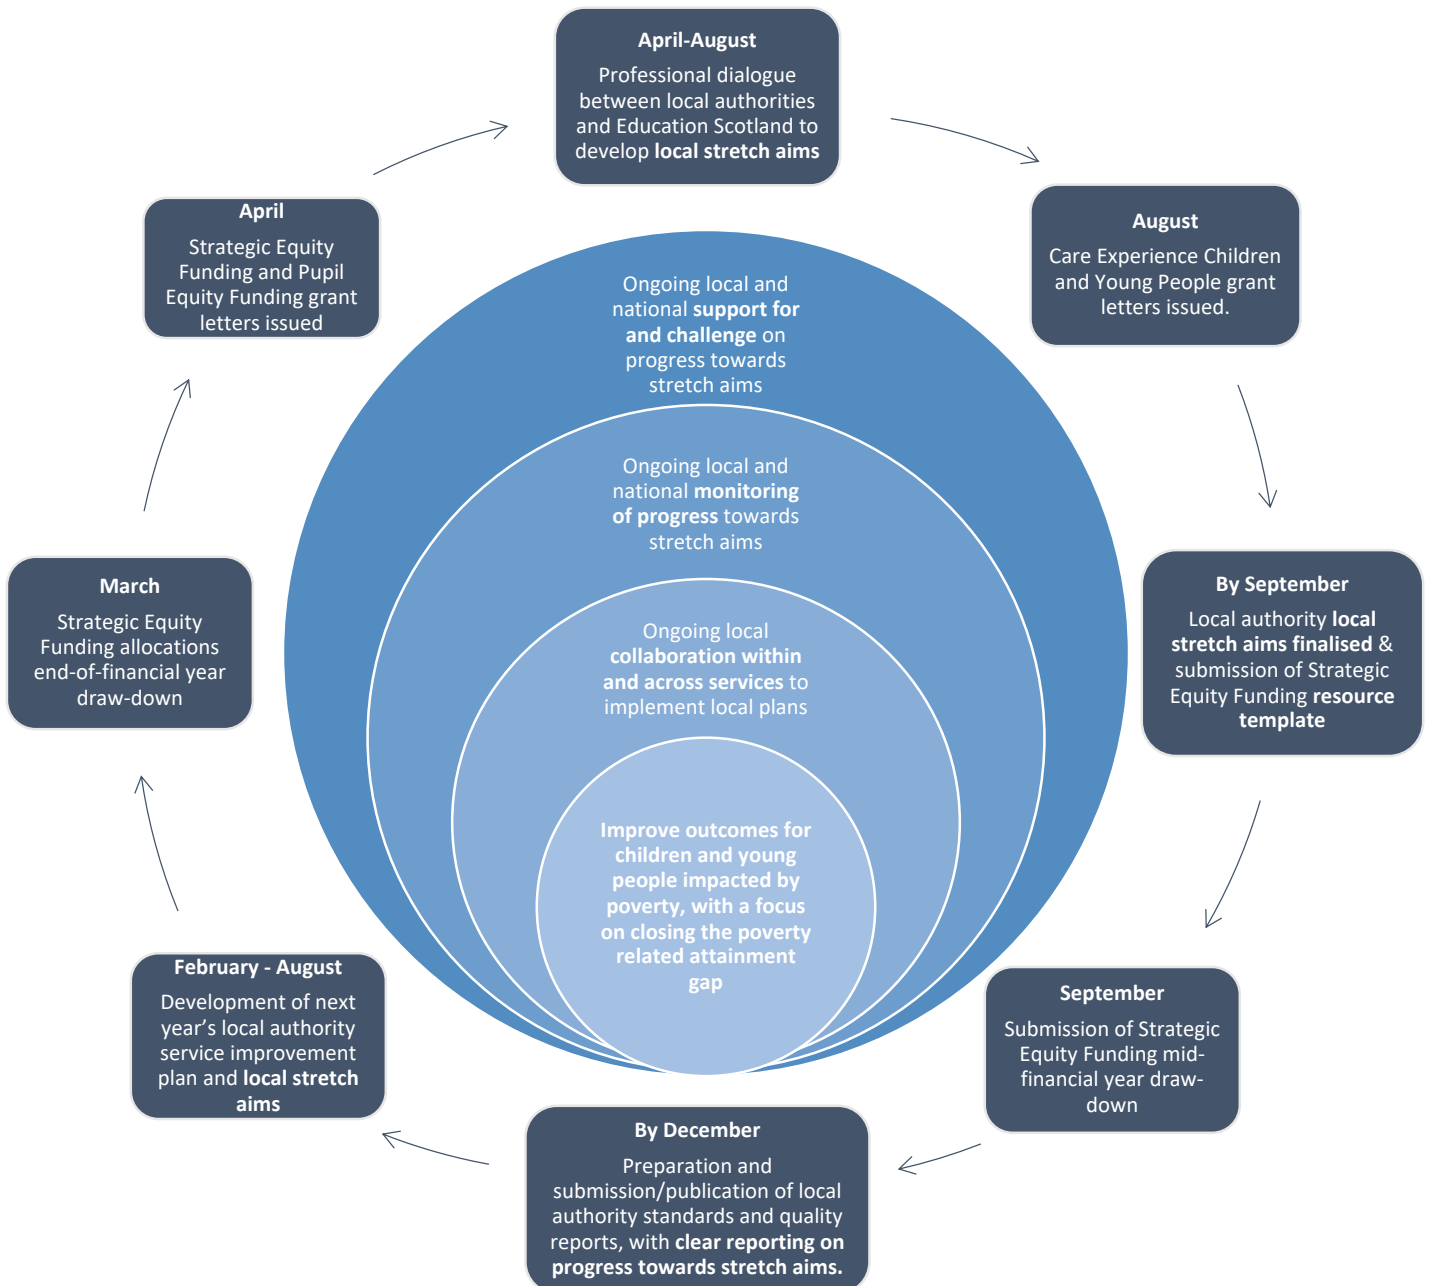 April-August
Professional dialogue
between local authorities
and Education Scotland to
develop local stretch aims
August
Care Experience Children
and Young People grant
letters issued.
By September
Local authority local
stretch aims finalised &
submission of Strategic
Equity Funding resource
template
September
Submission of Strategic
Equity Funding mid-
financial year draw-
down
By December
Preparation and
submission/publication of local
authority standards and quality
reports, with clear reporting on
progress towards stretch aims.
February - August
Development of next
year’s local authority
service improvement
plan and local stretch
aims
March
Strategic Equity
Funding allocations
end-of-financial year
draw-down
April
Strategic Equity
Funding and Pupil
Equity Funding grant
letters issued
Ongoing local and
national support for
and challenge on
progress towards
stretch aims
Ongoing local and
national monitoring
of progress towards
stretch aims
Ongoing local
collaboration within
and across services to
implement local plans
Improve outcomes for
children and young
people impacted by
poverty, with a focus
on closing the poverty
related attainment
gap